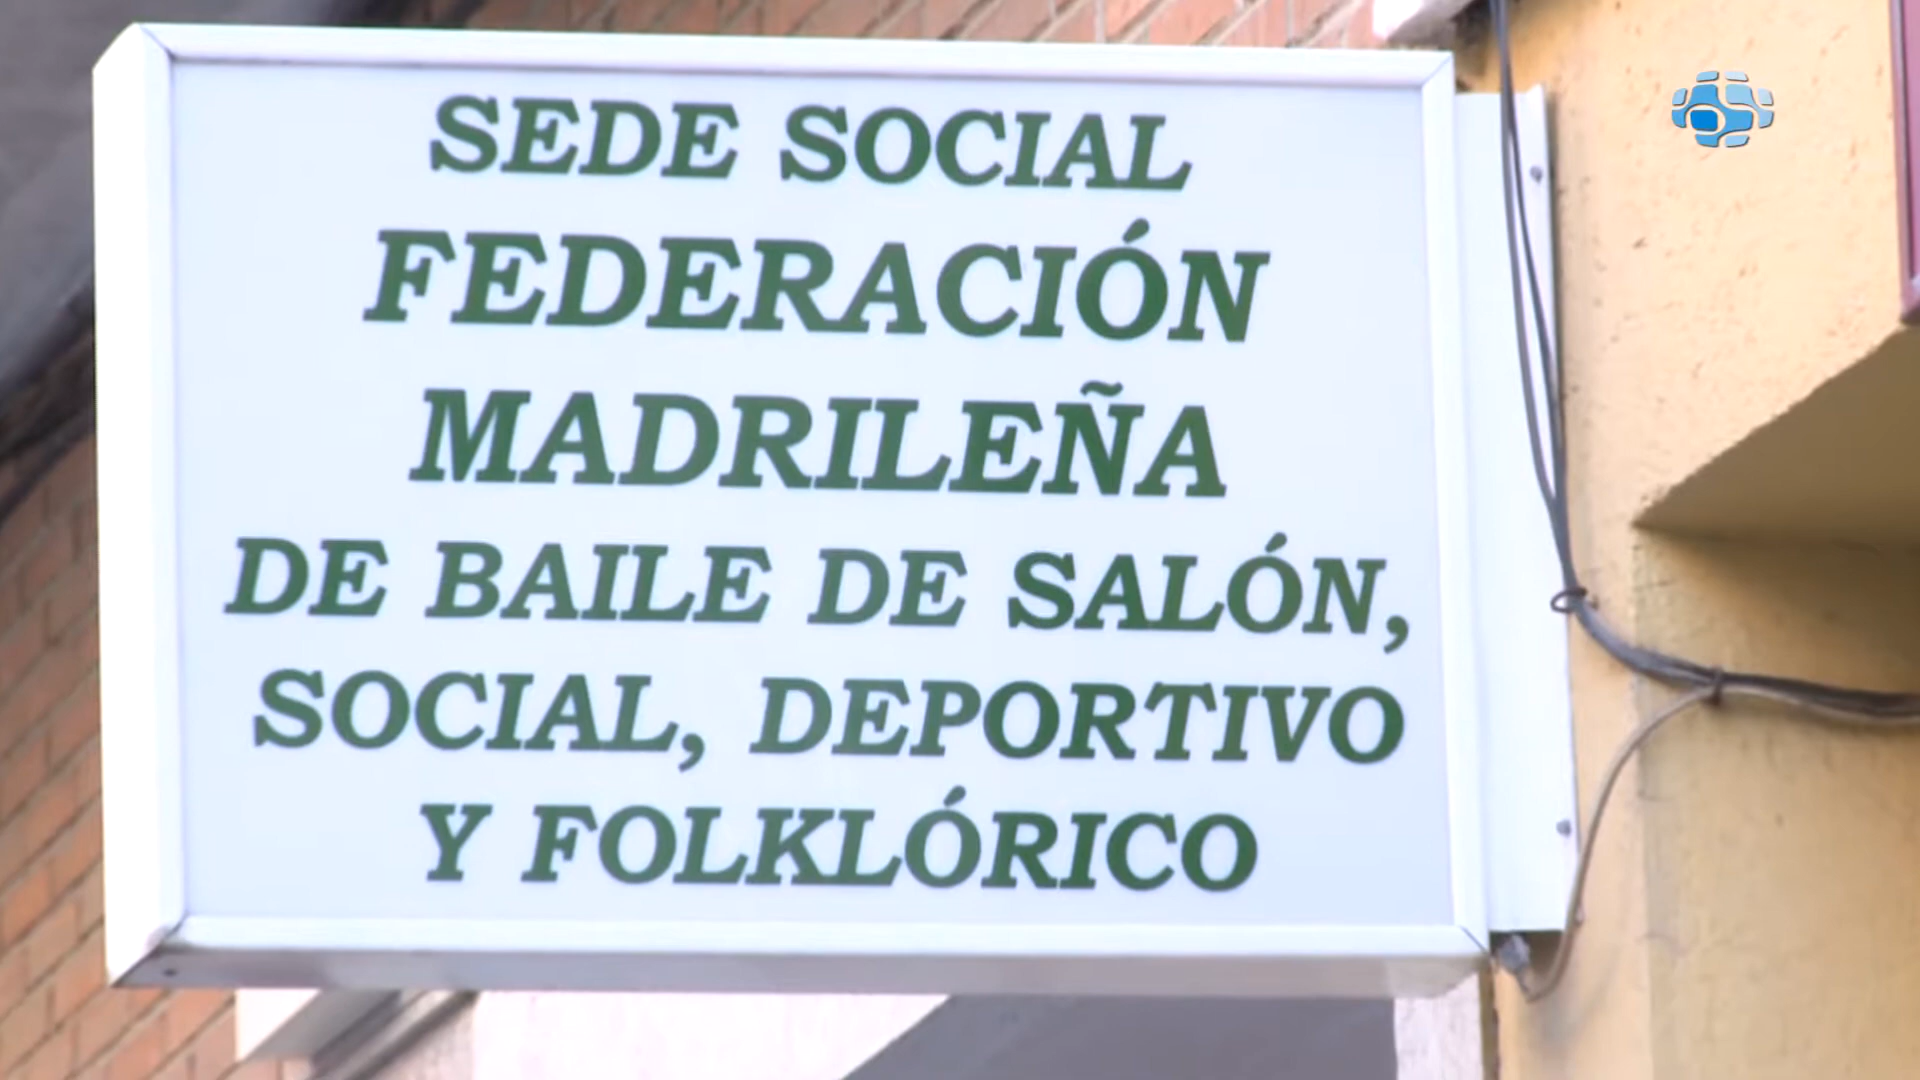 SEDE SOCIAL
FEDERACIÓN
MADRILEÑA
DE BAILE DE SALÓN,
SOCIAL, DEPORTIVO
Y FOLKLÓRICO